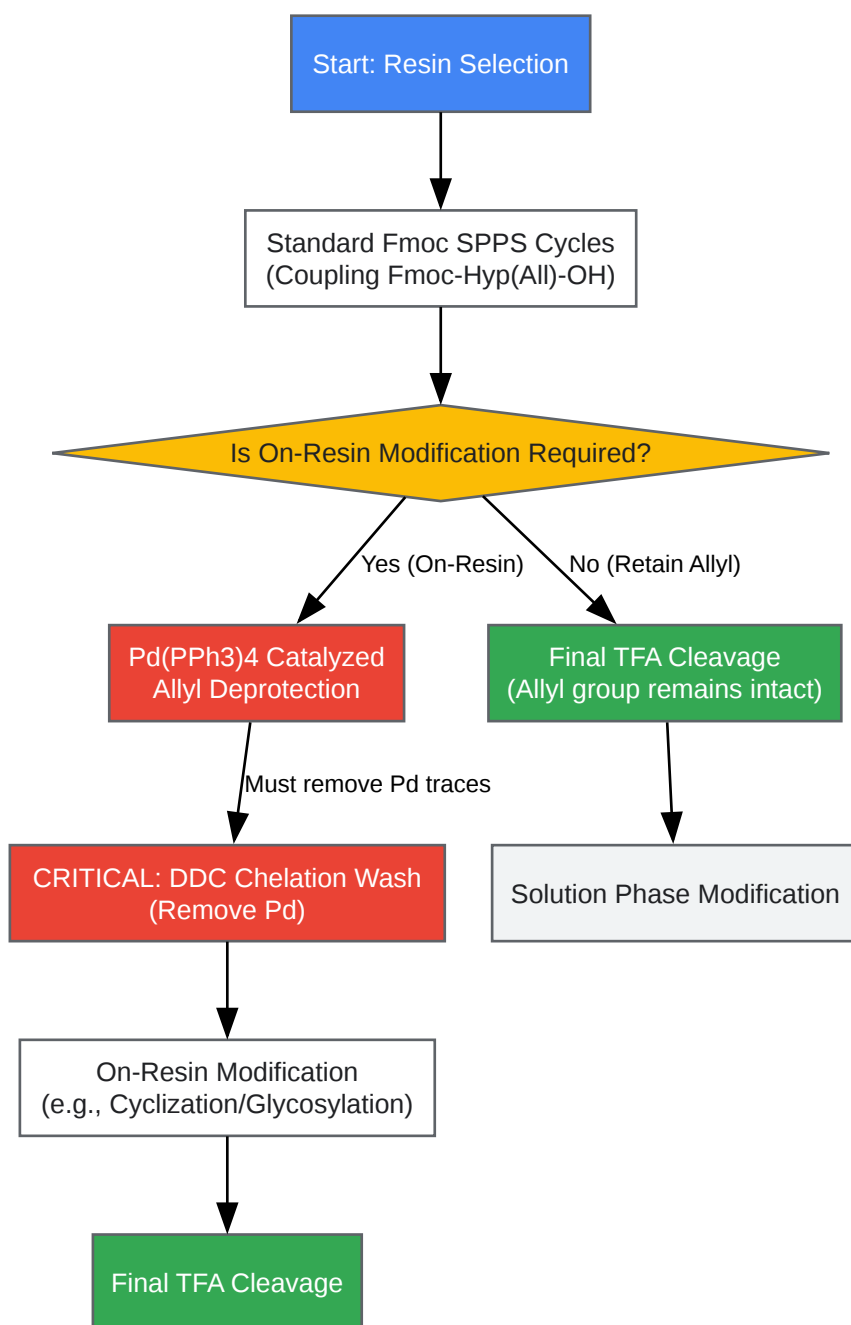 Start: Resin Selection
Standard Fmoc SPPS Cycles
(Coupling Fmoc-Hyp(All)-OH)
Is On-Resin Modification Required?
Yes (On-Resin)
No (Retain Allyl)
Pd(PPh3)4 Catalyzed
Allyl Deprotection
Final TFA Cleavage
(Allyl group remains intact)
Must remove Pd traces
CRITICAL: DDC Chelation Wash
(Remove Pd)
Solution Phase Modification
On-Resin Modification
(e.g., Cyclization/Glycosylation)
Final TFA Cleavage